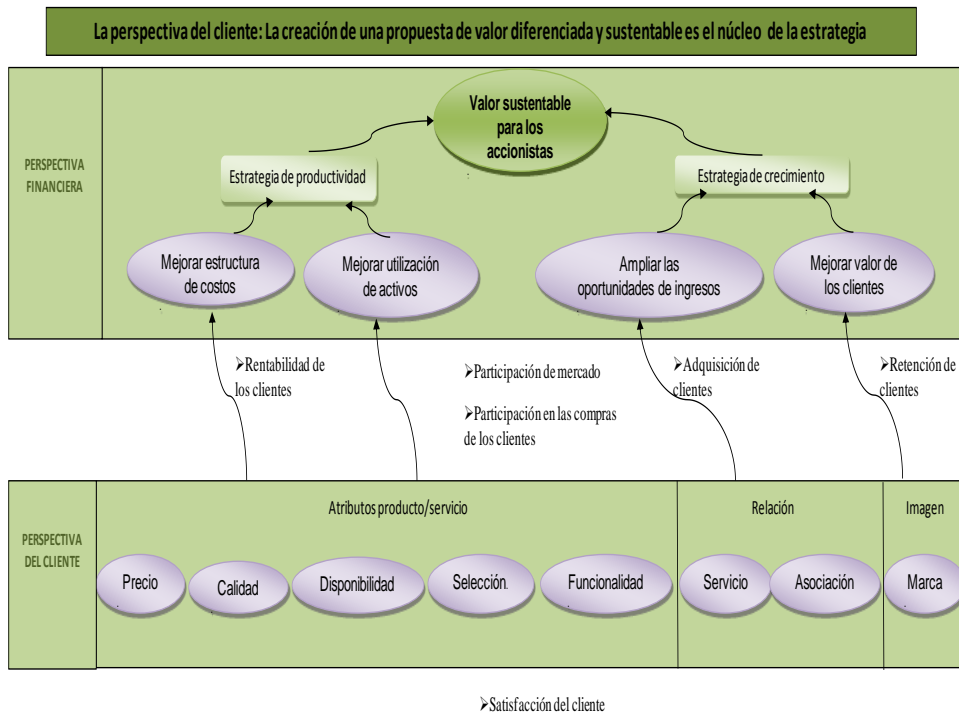 La perspectiva del cliente: La creación de una propuesta de valor diferenciada y sustentable es el núcleo de la estrategia
PERSPECTIVA
FINANCIERA
Valor sustentable
para los
accionistas
Estrategia de productividad
Estrategia de crecimiento
Mejorar estructura
de costos
Mejorar utilización
de activos
Ampliar las
oportunidades de ingresos
Mejorar valor de
los clientes
➢Rentabilidad de
los clientes
➢Participación de mercado
➢Participación en las compras
de los clientes
➢Adquisición de
clientes
➢Retención de
clientes
PERSPECTIVA
DEL CLIENTE
Atributos producto/servicio
Relación
Imagen
Precio
Calidad
Disponibilidad
Selección.
Funcionalidad
Servicio
Asociación
Marca
➢Satisfacción del cliente